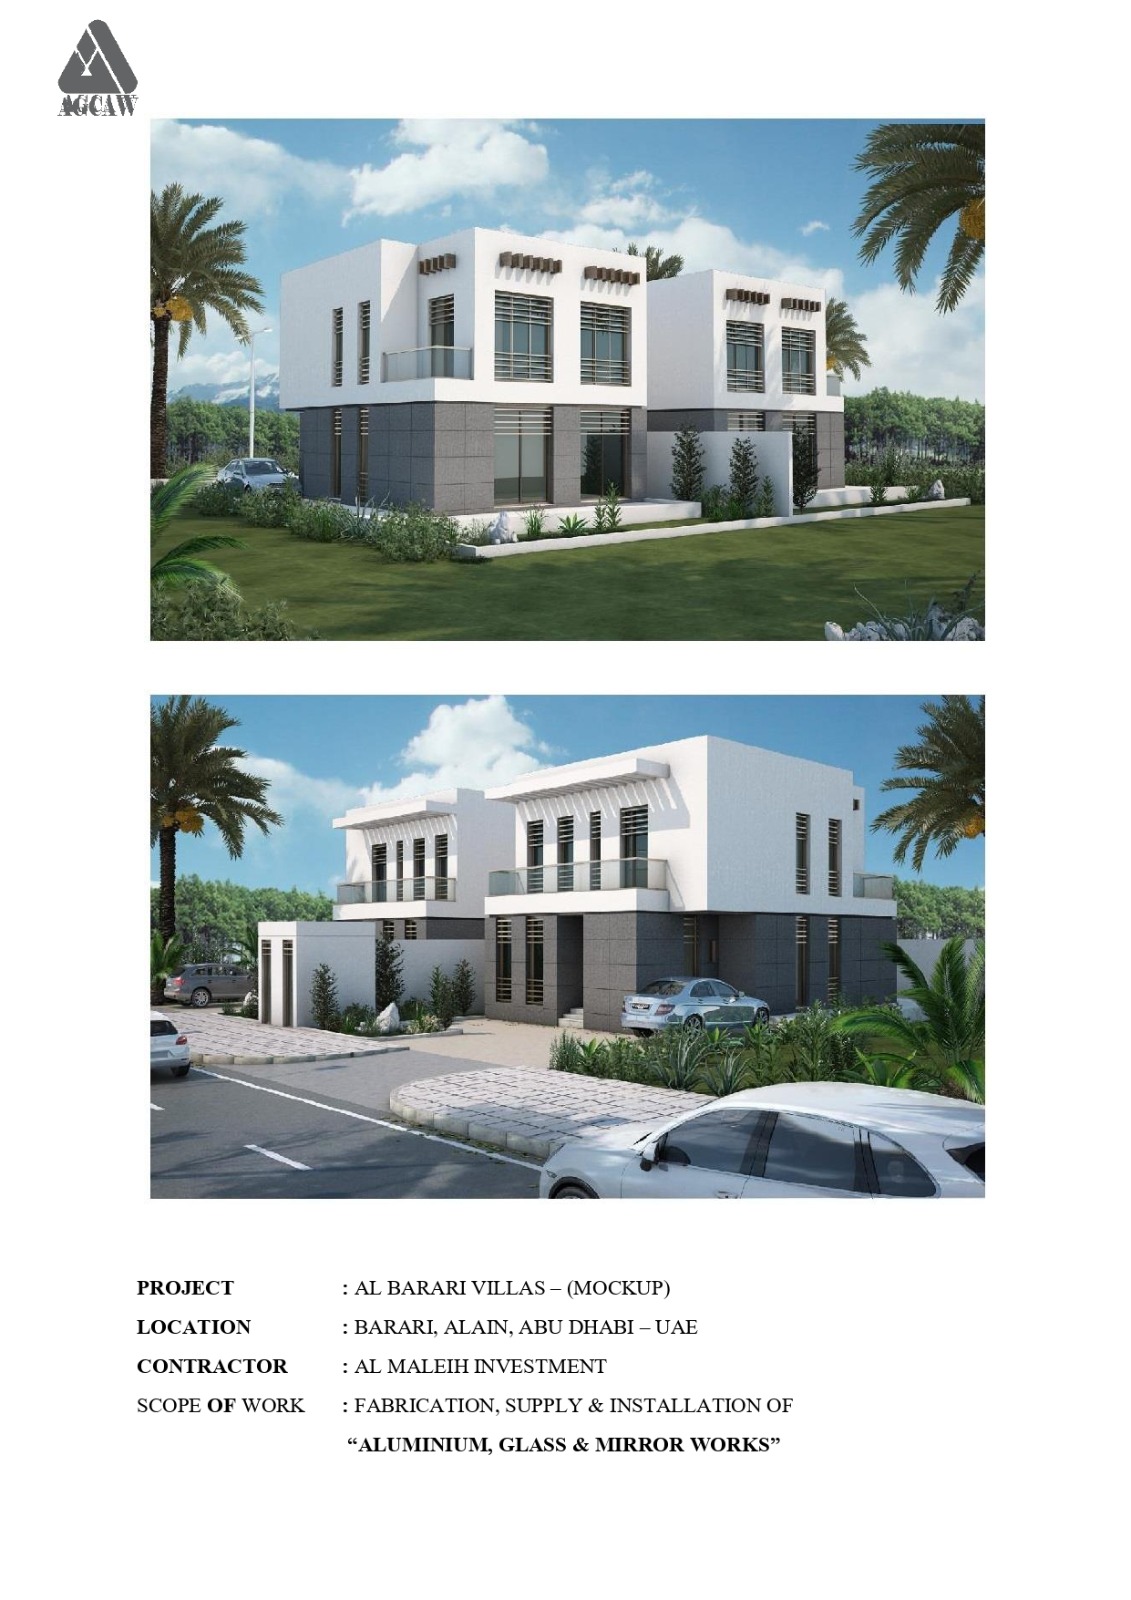 AGCAW
PROJECT : AL BARARI VILLAS – (MOCKUP)
LOCATION : BARARI, ALAIN, ABU DHABI – UAE
CONTRACTOR : AL MALEIH INVESTMENT
SCOPE OF WORK : FABRICATION, SUPPLY & INSTALLATION OF
“ALUMINIUM, GLASS & MIRROR WORKS”